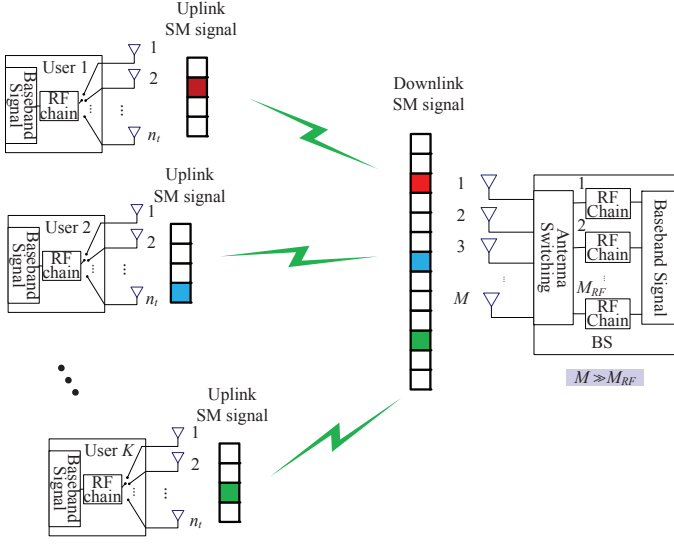 Uplink
SM signal
User 1
Baseband
Signal
RF
chain
1
2
...
n_t
Uplink
SM signal
User 2
Baseband
Signal
RF
chain
1
2
...
n_t
Uplink
SM signal
User K
Baseband
Signal
RF
chain
1
2
...
n_t
Downlink
SM signal
1
2
3
...
M
Antenna
Switching
1
RF
Chain
2
RF
Chain
...
M_RF
RF
Chain
Baseband Signal
BS
M ≫ M_RF